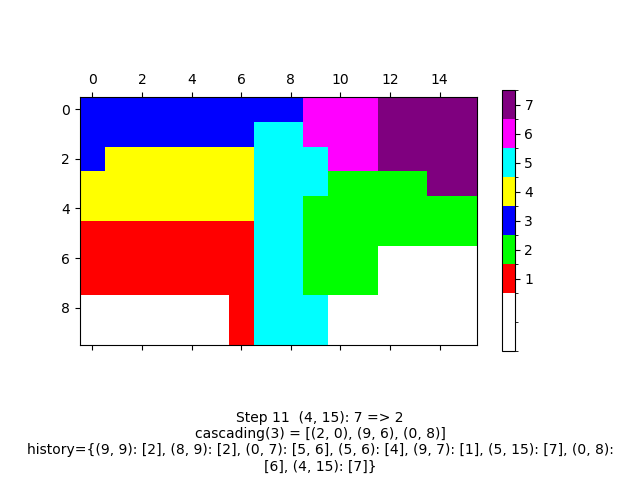 0 2 4 6 8 10 12 14
0
2
4
6
8
7
6
5
4
3
2
1
Step 11  (4, 15): 7 => 2
cascading(3) = [(2, 0), (9, 6), (0, 8)]
history={(9, 9): [2], (8, 9): [2], (0, 7): [5, 6], (5, 6): [4], (9, 7): [1], (5, 15): [7], (0, 8):
[6], (4, 15): [7]}